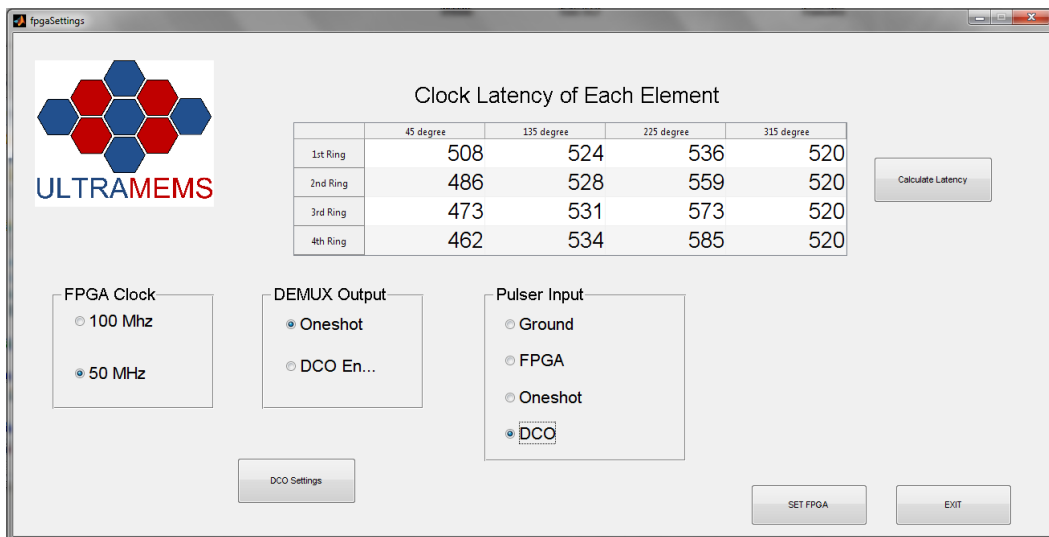 fpgaSettings
Clock Latency of Each Element
45 degree 135 degree 225 degree 315 degree
1st Ring 508 524 536 520
2nd Ring 486 528 559 520
3rd Ring 473 531 573 520
4th Ring 462 534 585 520
ULTRAMEMS
Calculate Latency
FPGA Clock
100 Mhz
50 MHz
DEMUX Output
Oneshot
DCO En...
Pulser Input
Ground
FPGA
Oneshot
DCO
DCO Settings
SET FPGA
EXIT